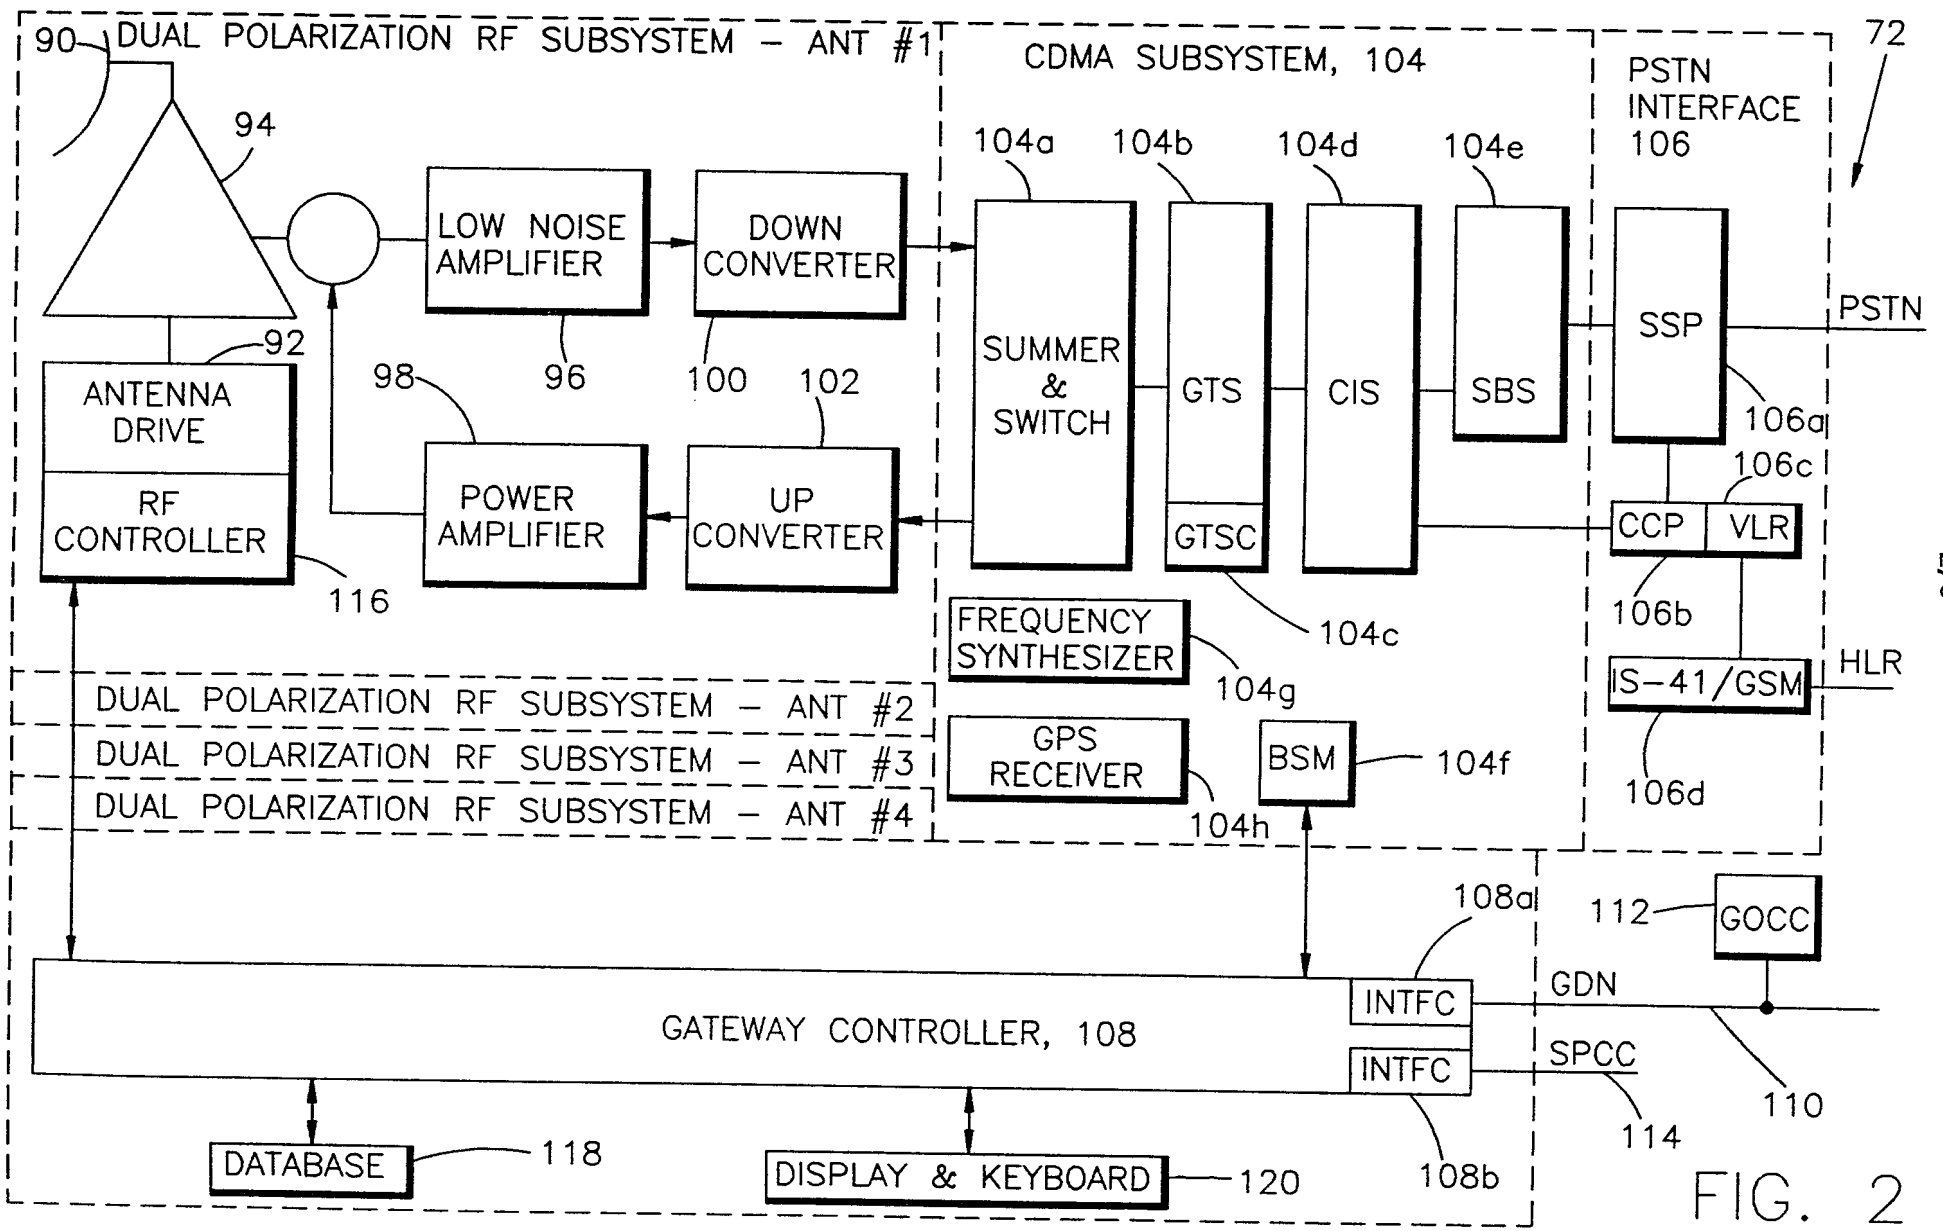 90
DUAL POLARIZATION RF SUBSYSTEM – ANT #1
CDMA SUBSYSTEM, 104
PSTN
INTERFACE
106
72
94
104a
104b
104d
104e
LOW NOISE
AMPLIFIER
DOWN
CONVERTER
SUMMER
&
SWITCH
GTS
GTSC
CIS
SBS
SSP
PSTN
92
98
96
100
102
106a
ANTENNA
DRIVE
RF
CONTROLLER
POWER
AMPLIFIER
UP
CONVERTER
106c
CCP
VLR
116
FREQUENCY
SYNTHESIZER
104c
106b
104g
IS-41/GSM
HLR
DUAL POLARIZATION RF SUBSYSTEM – ANT #2
DUAL POLARIZATION RF SUBSYSTEM – ANT #3
DUAL POLARIZATION RF SUBSYSTEM – ANT #4
GPS
RECEIVER
104h
BSM
104f
106d
108a
112
GOCC
GATEWAY CONTROLLER, 108
INTFC
GDN
INTFC
SPCC
110
114
DATABASE
118
DISPLAY & KEYBOARD
120
108b
FIG. 2